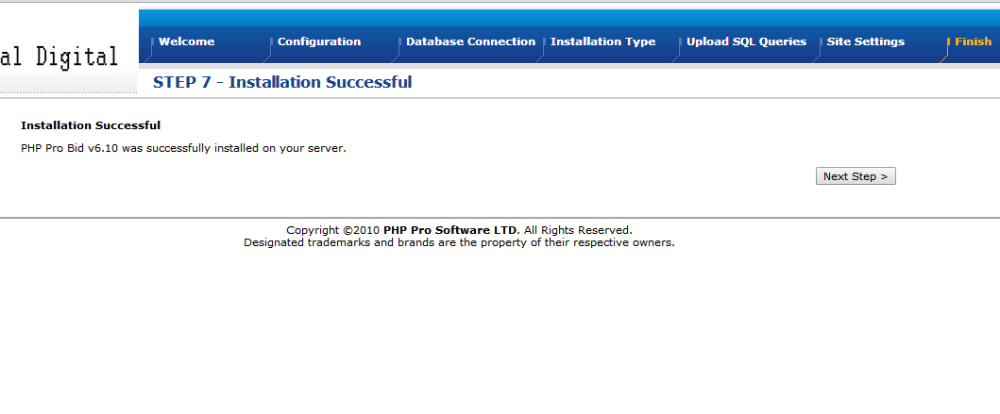 al Digital
Welcome Configuration Database Connection Installation Type Upload SQL Queries Site Settings Finish
STEP 7 - Installation Successful
Installation Successful
PHP Pro Bid v6.10 was successfully installed on your server.
Next Step >
Copyright ©2010 PHP Pro Software LTD. All Rights Reserved.
Designated trademarks and brands are the property of their respective owners.